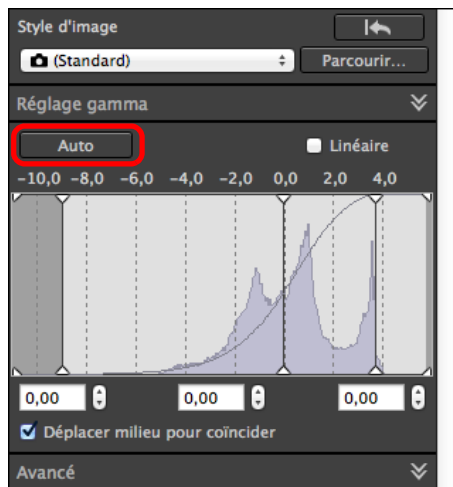 Style d'image
(Standard)
Parcourir...
Réglage gamma
Auto
Linéaire
-10,0 -8,0 -6,0 -4,0 -2,0 0,0 2,0 4,0
0,00 0,00 0,00
Déplacer milieu pour coïncider
Avancé